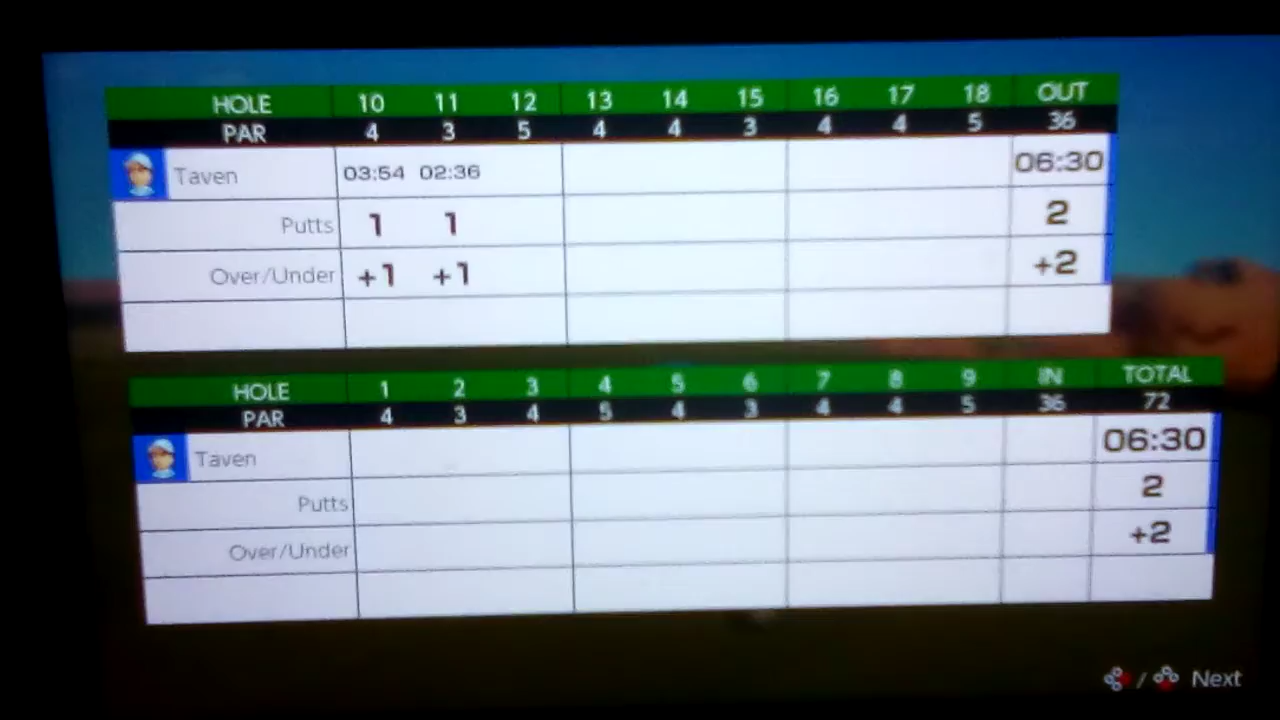 HOLE 10 11 12 13 14 15 16 17 18 OUT
PAR 4 3 5 4 4 3 4 4 5 36
Taven 03:54 02:36 06:30
Putts 1 1 2
Over/Under +1 +1 +2
HOLE 1 2 3 4 5 6 7 8 9 IN TOTAL
PAR 4 3 4 5 4 3 4 4 5 36 72
Taven 06:30
Putts 2
Over/Under +2
/ Next